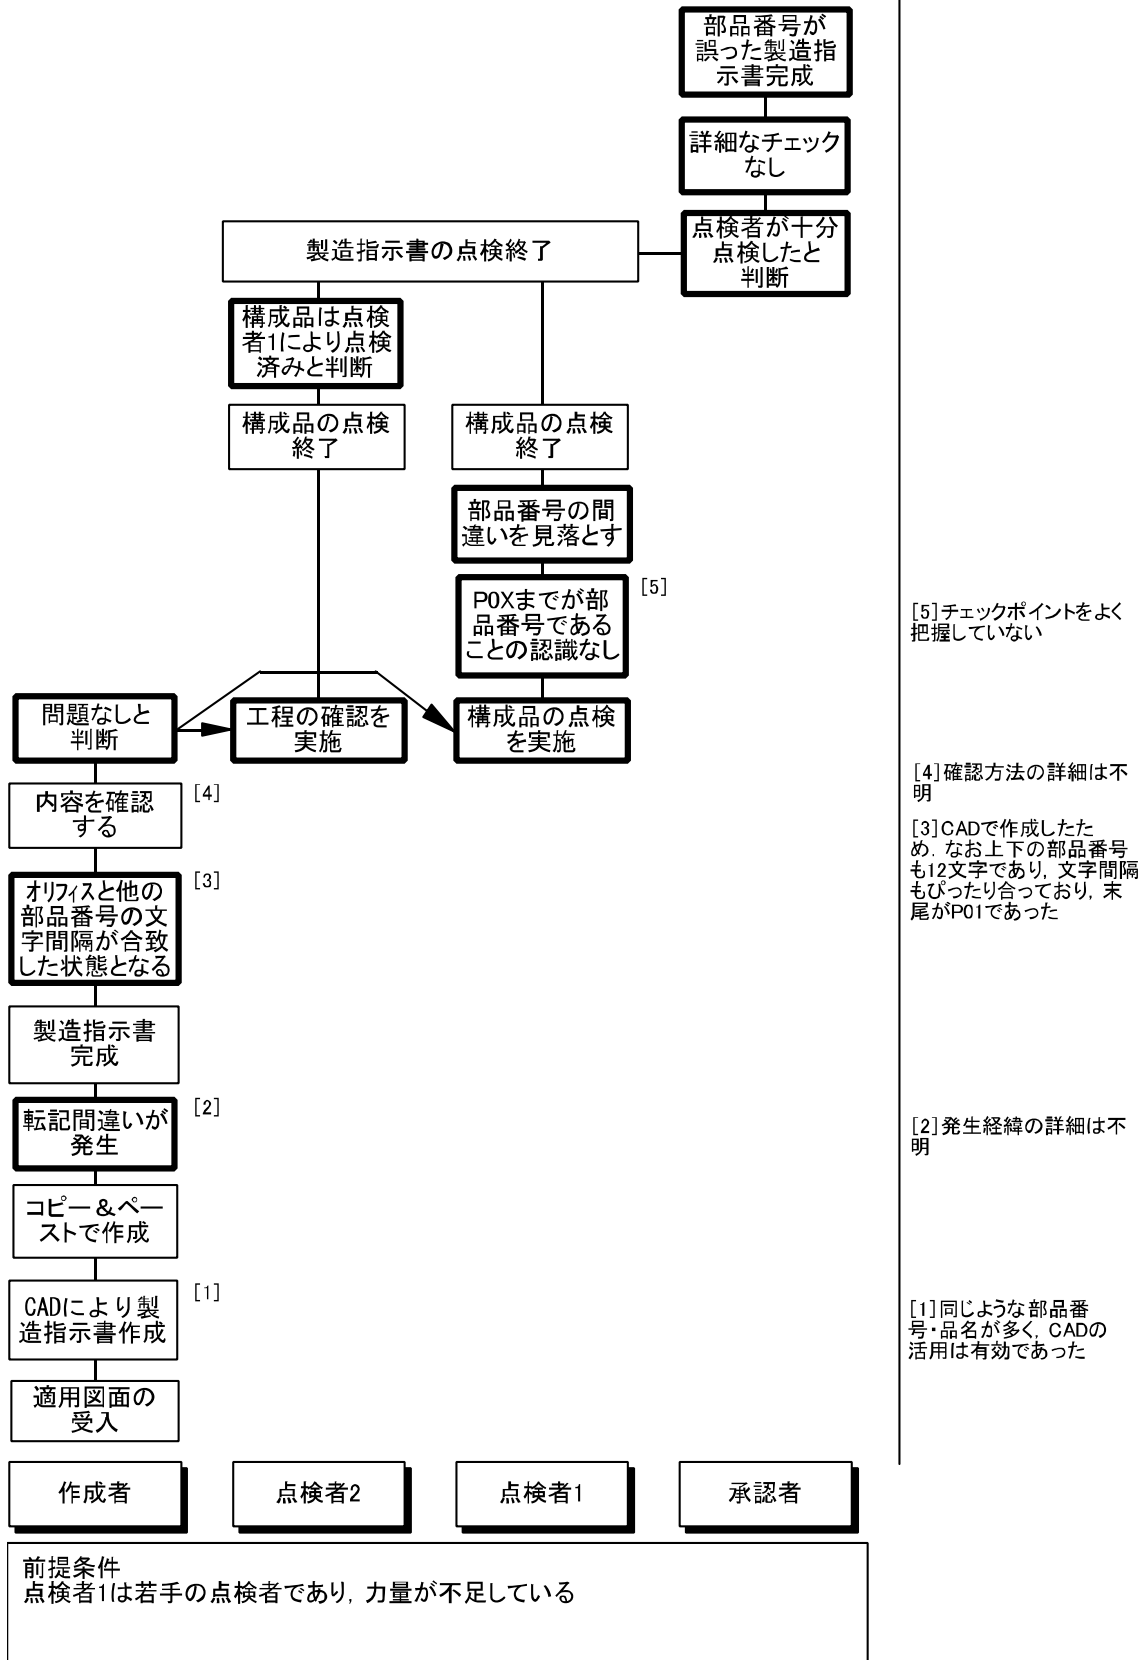 部品番号が
誤った製造指
示書完成
詳細なチェック
なし
点検者が十分
点検したと
判断
製造指示書の点検終了
構成品は点検
者1により点検
済みと判断
構成品の点検
終了
構成品の点検
終了
部品番号の間
違いを見落とす
P0Xまでが部
品番号である
ことの認識なし
[5]
[5]チェックポイントをよく
把握していない
問題なしと
判断
工程の確認を
実施
構成品の点検
を実施
内容を確認
する
[4]
[4]確認方法の詳細は不
明
オリフィスと他の
部品番号の文
字間隔が合致
した状態となる
[3]
[3]CADで作成したた
め，なお上下の部品番号
も12文字であり，文字間隔
もぴったり合っており，末
尾がP01であった
製造指示書
完成
転記間違いが
発生
[2]
[2]発生経緯の詳細は不
明
コピー＆ペー
ストで作成
CADにより製
造指示書作成
[1]
[1]同じような部品番
号・品名が多く，CADの
活用は有効であった
適用図面の
受入
作成者
点検者2
点検者1
承認者
前提条件
点検者1は若手の点検者であり，力量が不足している